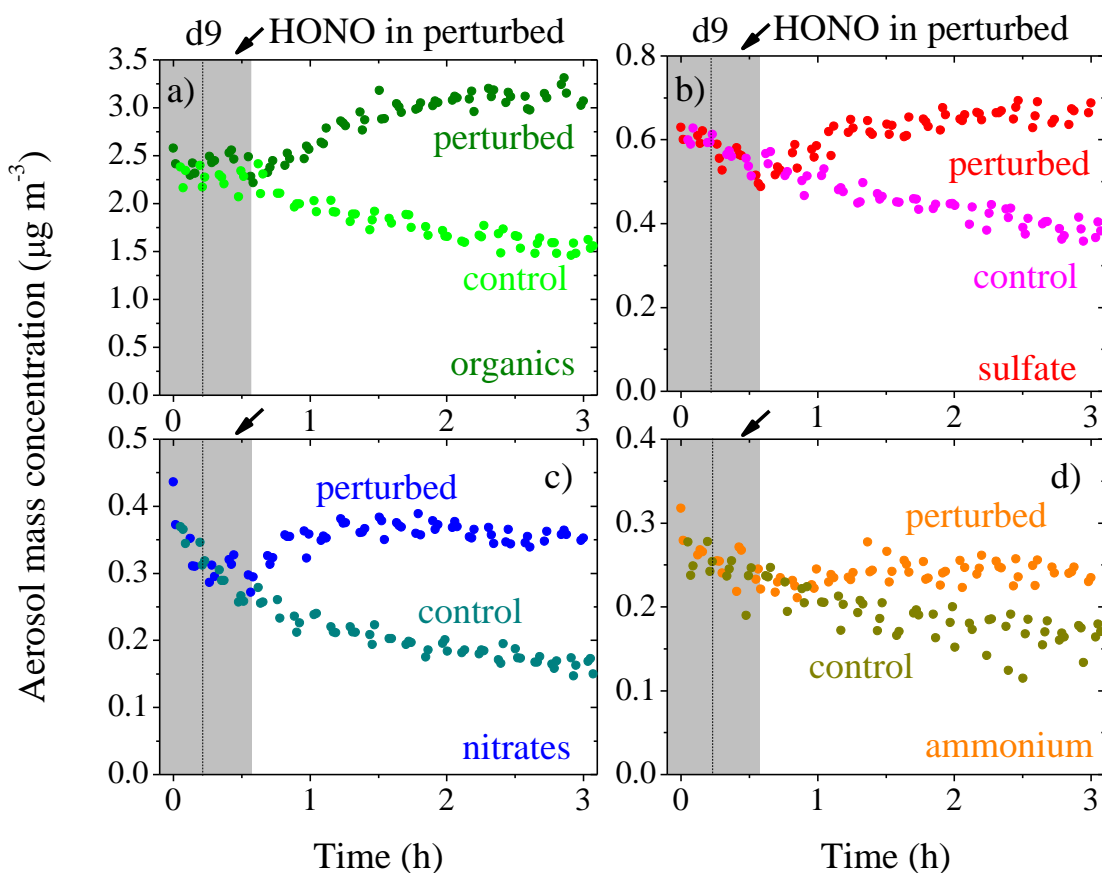 d9 HONO in perturbed
d9 HONO in perturbed
Aerosol mass concentration (μg m⁻³)
a)
3.5
3.0
2.5
2.0
1.5
1.0
0.5
0.0
perturbed
control
organics
0 1 2 3
b)
0.8
0.6
0.4
0.2
0.0
perturbed
control
sulfate
0 1 2 3
c)
0.5
0.4
0.3
0.2
0.1
0.0
perturbed
control
nitrates
0 1 2 3
Time (h)
d)
0.4
0.3
0.2
0.1
0.0
perturbed
control
ammonium
0 1 2 3
Time (h)